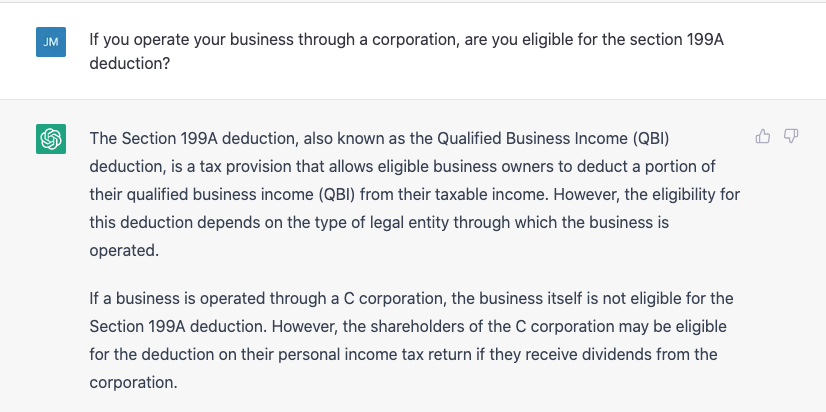 JM
If you operate your business through a corporation, are you eligible for the section 199A
deduction?
The Section 199A deduction, also known as the Qualified Business Income (QBI)
deduction, is a tax provision that allows eligible business owners to deduct a portion of
their qualified business income (QBI) from their taxable income. However, the eligibility for
this deduction depends on the type of legal entity through which the business is
operated.
If a business is operated through a C corporation, the business itself is not eligible for the
Section 199A deduction. However, the shareholders of the C corporation may be eligible
for the deduction on their personal income tax return if they receive dividends from the
corporation.